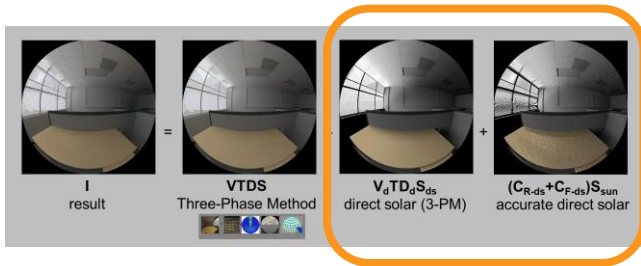 = - +
I VTDS VdTDdSds (CR-ds+CF-ds)Ssun
result Three-Phase Method direct solar (3-PM) accurate direct solar